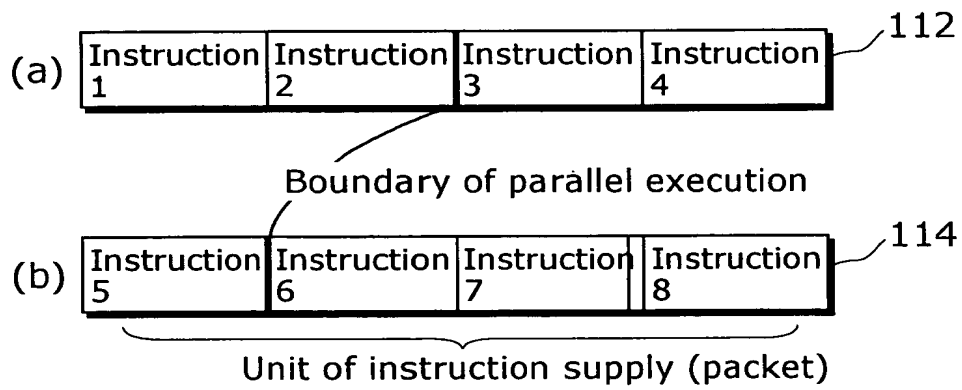 112
(a) Instruction 1 Instruction 2 Instruction 3 Instruction 4
Boundary of parallel execution
114
(b) Instruction 5 Instruction 6 Instruction 7 Instruction 8
Unit of instruction supply (packet)